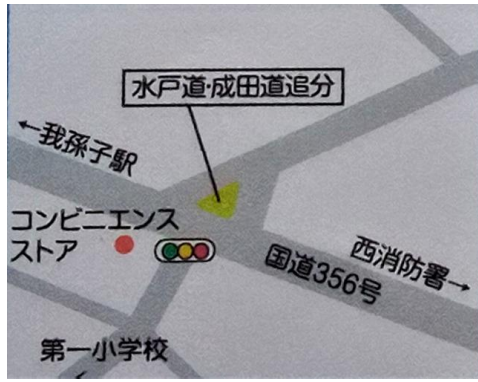 水戸道・成田道追分
←我孫子駅
コンビニエンス
ストア
国道356号
西消防署→
第一小学校